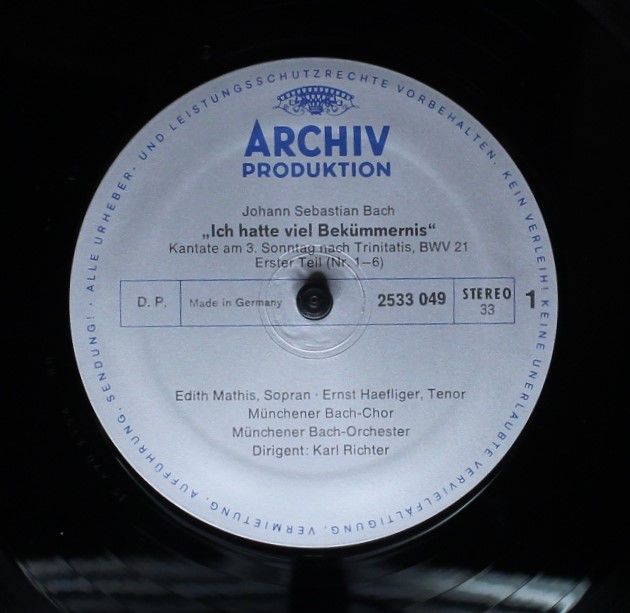 ALLE URHEBER- UND LEISTUNGSSCHUTZRECHTE VORBEHALTEN. KEIN VERLEIH! KEINE UNERLAUBTE VERVIELFÄLTIGUNG, VERMIETUNG, AUFFÜHRUNG, SENDUNG!
ARCHIV
PRODUKTION
Johann Sebastian Bach
„Ich hatte viel Bekümmernis“
Kantate am 3. Sonntag nach Trinitatis, BWV 21
Erster Teil (Nr. 1–6)
D. P. Made in Germany 2533 049 STEREO 33 1
Edith Mathis, Sopran · Ernst Haefliger, Tenor
Münchener Bach-Chor
Münchener Bach-Orchester
Dirigent: Karl Richter